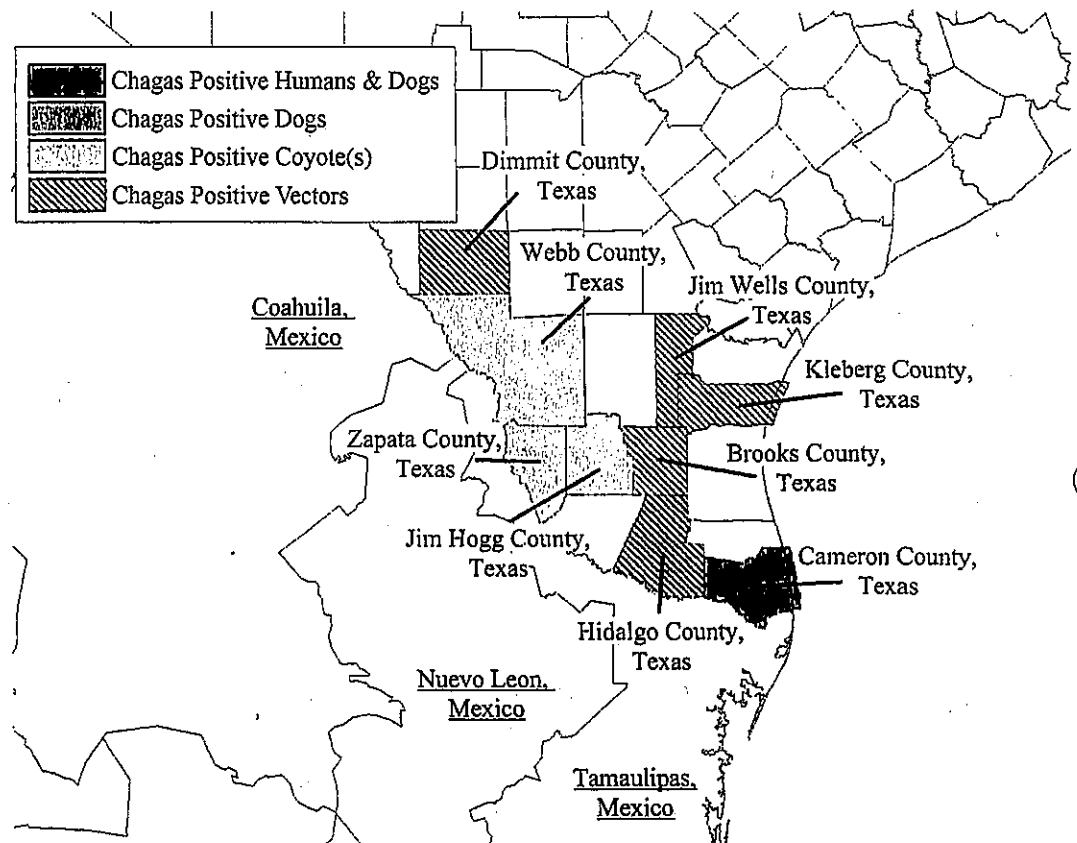 Chagas Positive Humans & Dogs
Chagas Positive Dogs
Chagas Positive Coyote(s)
Chagas Positive Vectors
Dimmit County,
Texas
Webb County,
Texas
Jim Wells County,
Texas
Coahuila,
Mexico
Kleberg County,
Texas
Zapata County,
Texas
Brooks County,
Texas
Jim Hogg County,
Texas
Cameron County,
Texas
Hidalgo County,
Texas
Nuevo Leon,
Mexico
Tamaulipas,
Mexico